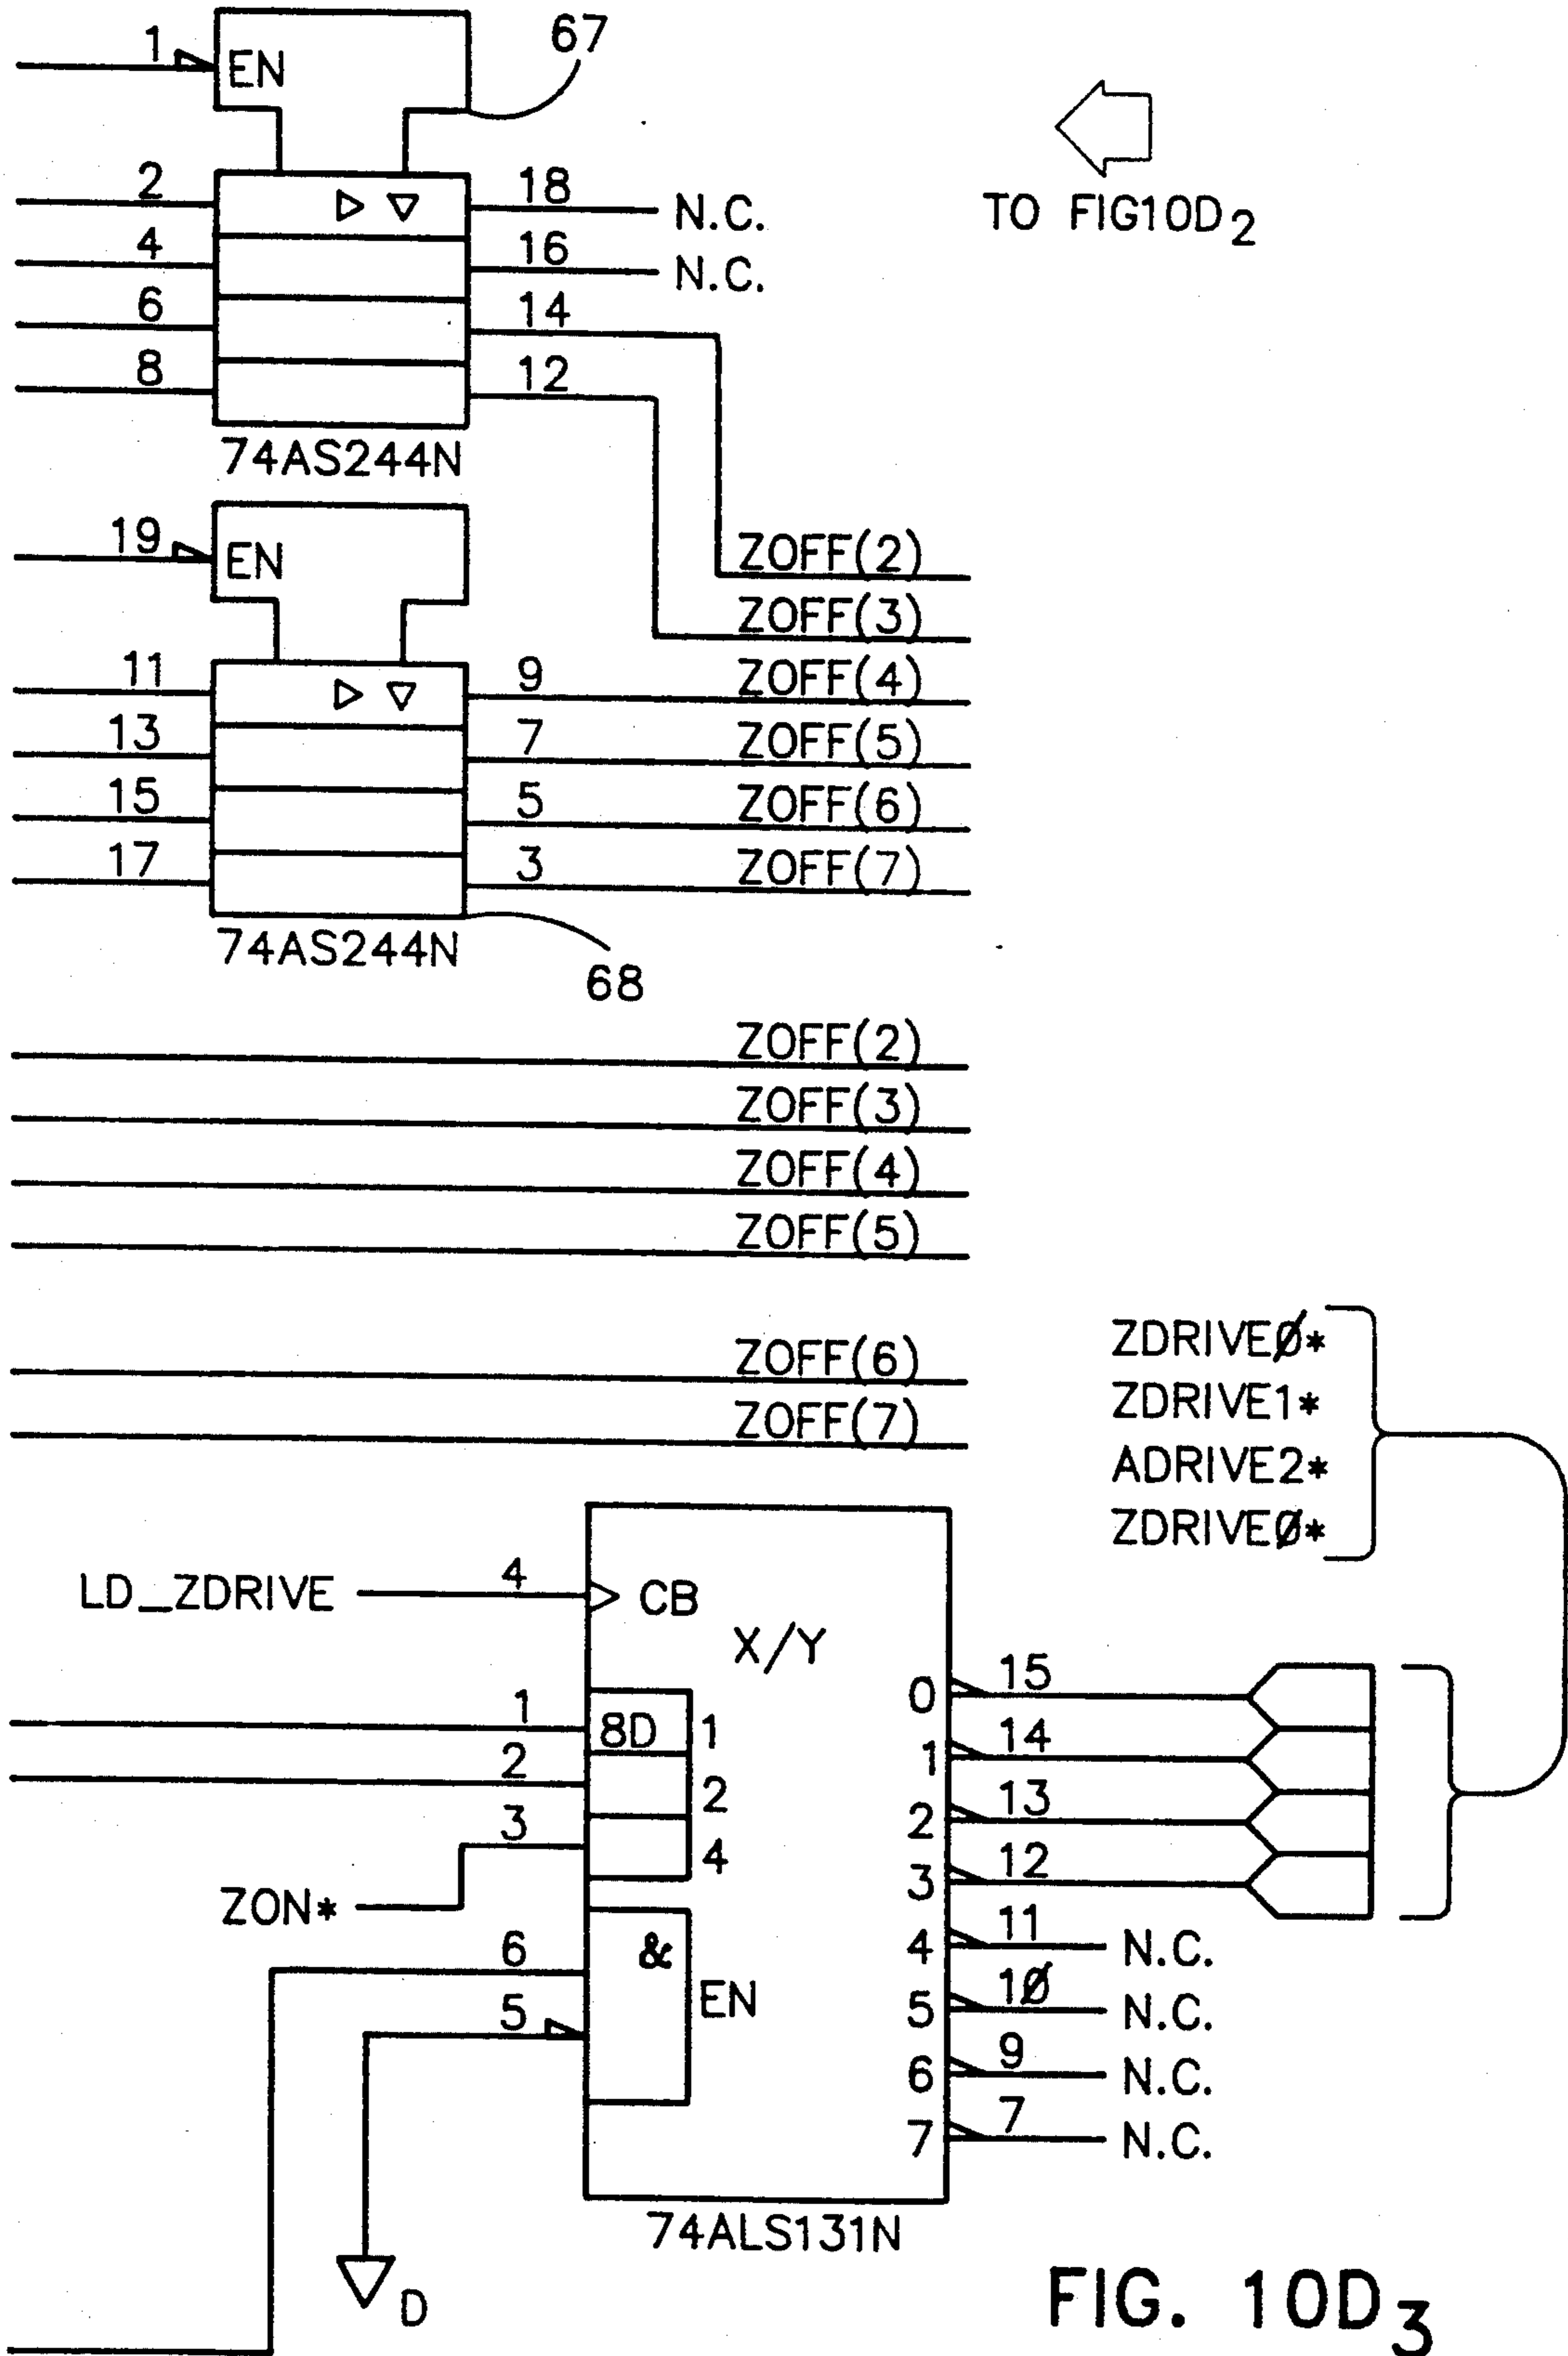 1 EN 67
2 18 N.C. TO FIG10D2
4 16 N.C.
6 14
8 12
74AS244N
19 EN ZOFF(2)
ZOFF(3)
11 9 ZOFF(4)
13 7 ZOFF(5)
15 5 ZOFF(6)
17 3 ZOFF(7)
74AS244N
68
ZOFF(2)
ZOFF(3)
ZOFF(4)
ZOFF(5)
ZDRIVEØ*
ZOFF(6)
ZDRIVE1*
ZOFF(7)
ADRIVE2*
ZDRIVEØ*
LD_ZDRIVE 4 CB
X/Y
0 15
1 8D 1 1 14
2 2 2 13
3 4 3 12
ZON*
6 & 4 11 N.C.
5 EN 5 1Ø N.C.
6 9 N.C.
7 7 N.C.
74ALS131N
D
FIG. 10D3